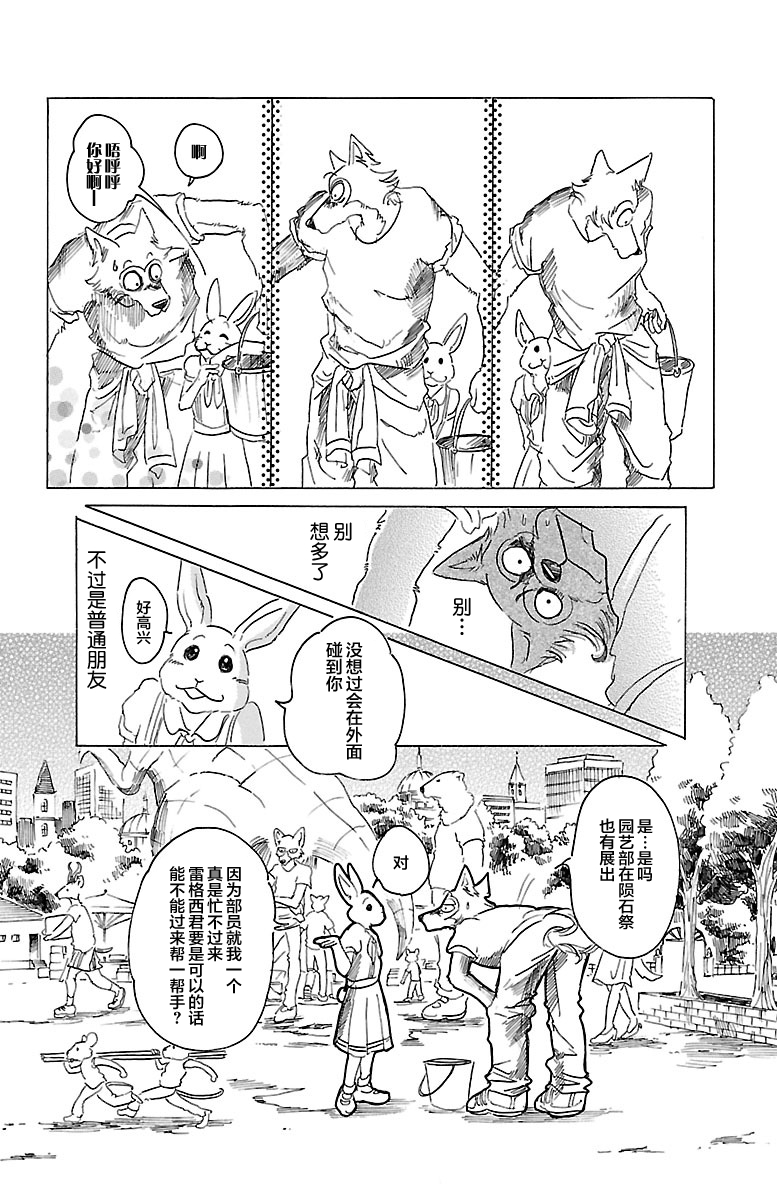 啊
唔呼呼
你好啊—
别
想多了
别…
没想过会在外面
碰到你
好高兴
不过是普通朋友
是…是吗
园艺部在陨石祭
也有展出
对
因为部员就我一个
真是忙不过来
雷格西君要是可以的话
能不能过来帮一帮手?